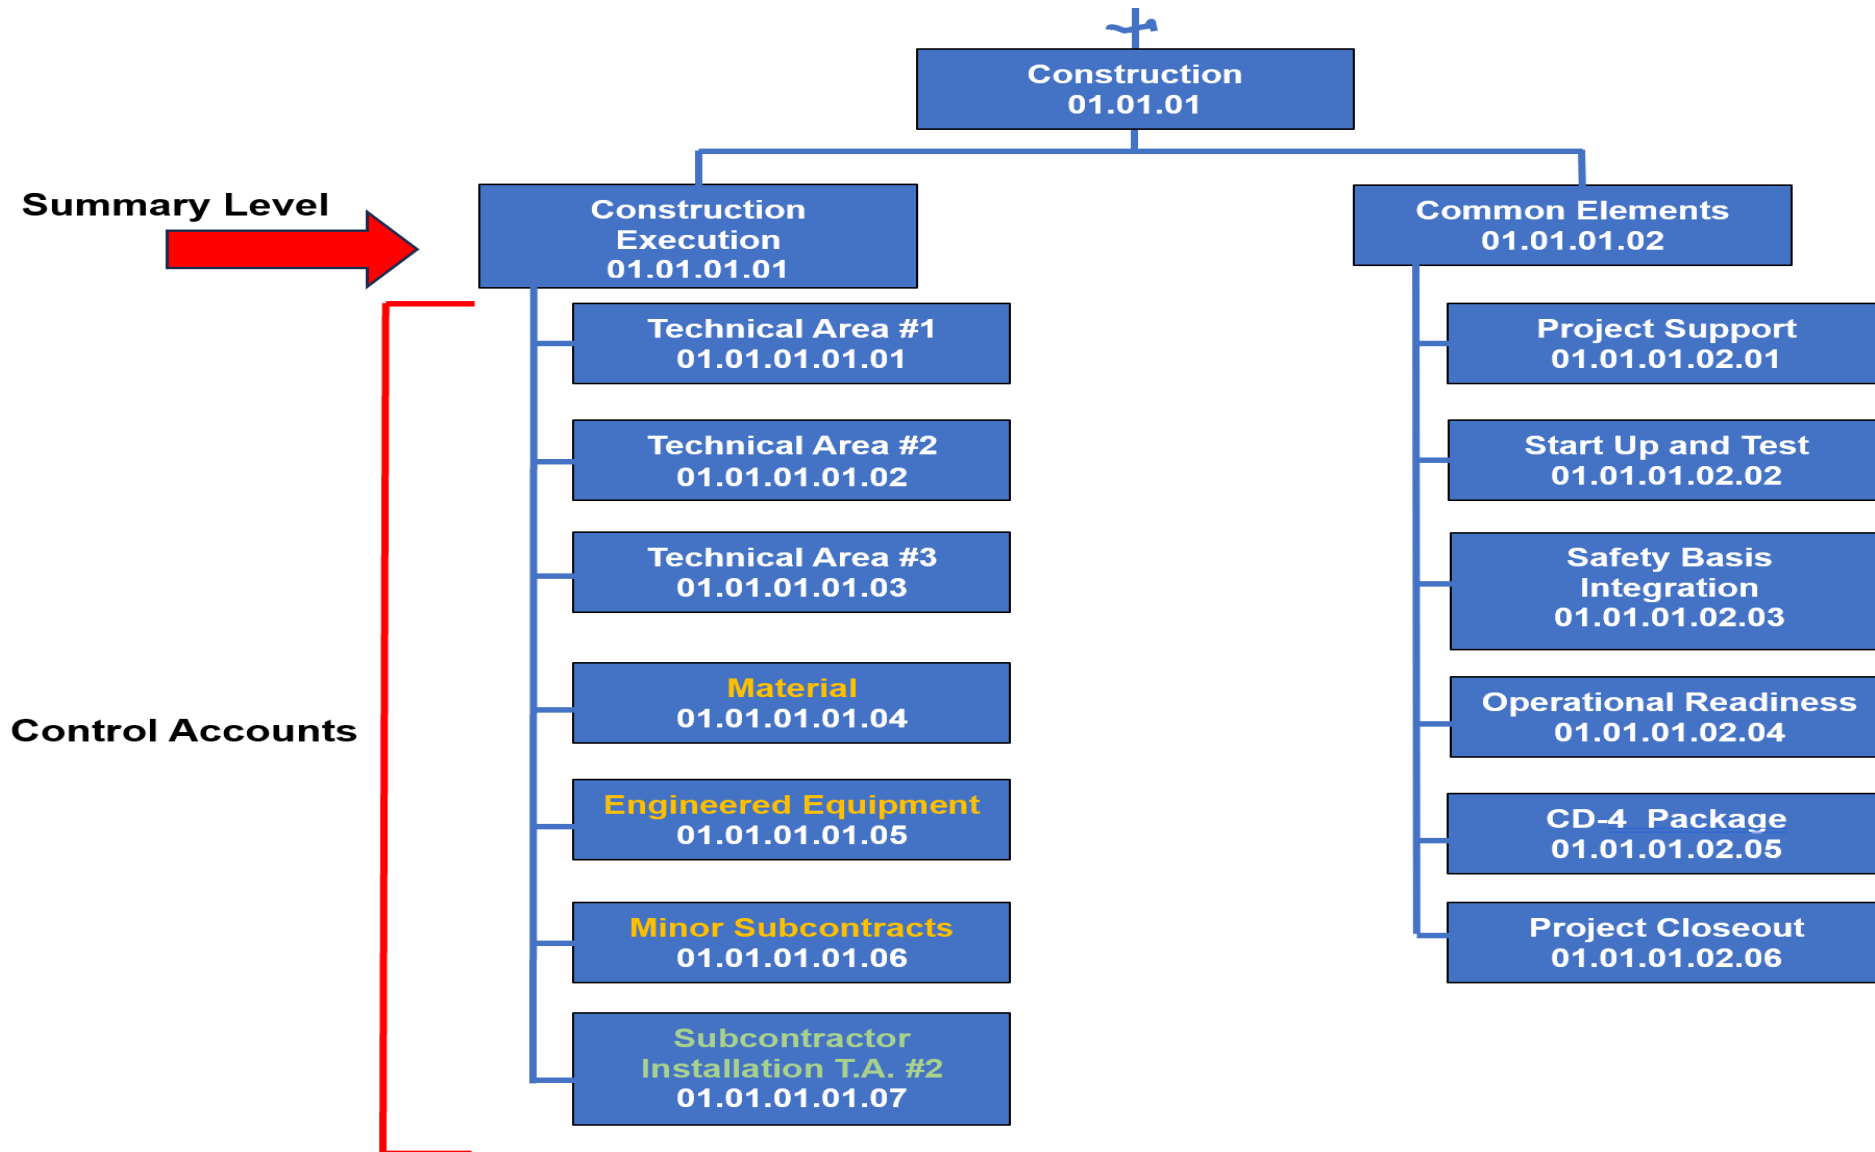 Construction
01.01.01
Summary Level
Construction
Execution
01.01.01.01
Common Elements
01.01.01.02
Control Accounts
Technical Area #1
01.01.01.01.01
Technical Area #2
01.01.01.01.02
Technical Area #3
01.01.01.01.03
Material
01.01.01.01.04
Engineered Equipment
01.01.01.01.05
Minor Subcontracts
01.01.01.01.06
Subcontractor
Installation T.A. #2
01.01.01.01.07
Project Support
01.01.01.02.01
Start Up and Test
01.01.01.02.02
Safety Basis
Integration
01.01.01.02.03
Operational Readiness
01.01.01.02.04
CD-4 Package
01.01.01.02.05
Project Closeout
01.01.01.02.06